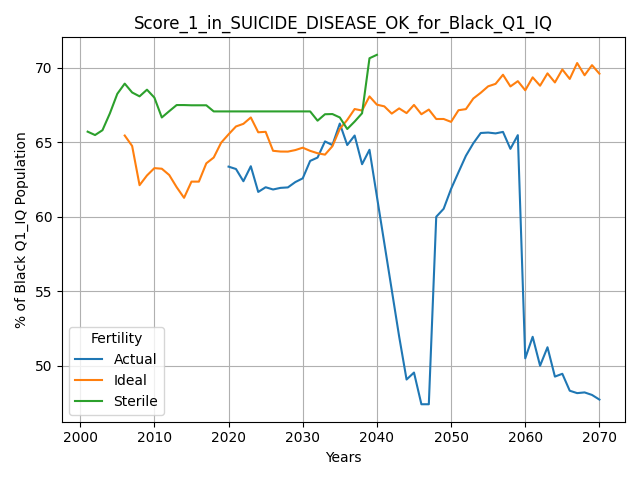 Score_1_in_SUICIDE_DISEASE_OK_for_Black_Q1_IQ
% of Black Q1_IQ Population
70
65
60
55
50
Fertility
Actual
Ideal
Sterile
2000 2010 2020 2030 2040 2050 2060 2070
Years